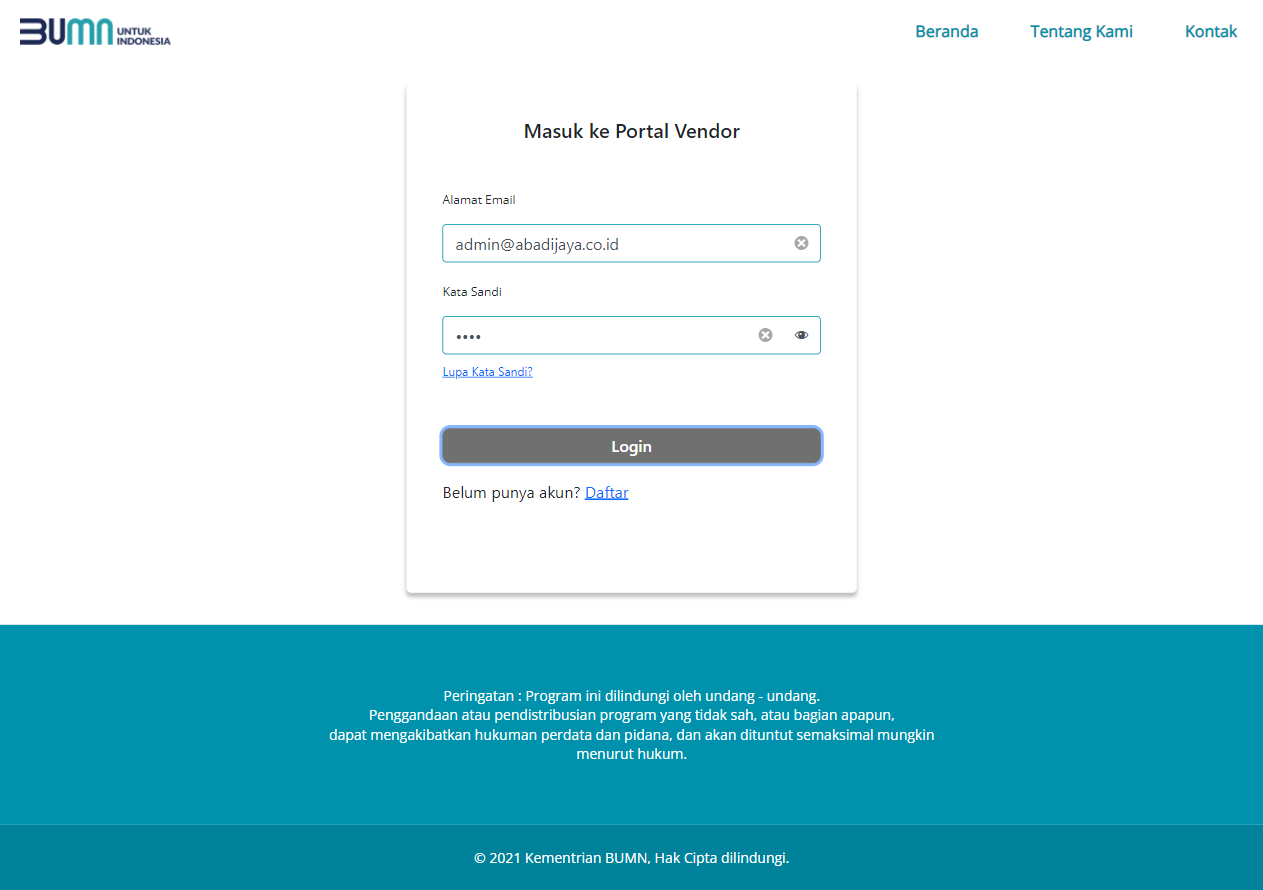 BUMN UNTUK
INDONESIA
Beranda Tentang Kami Kontak
Masuk ke Portal Vendor
Alamat Email
admin@abadijaya.co.id
Kata Sandi
••••
Lupa Kata Sandi?
Login
Belum punya akun? Daftar
Peringatan : Program ini dilindungi oleh undang - undang.
Penggandaan atau pendistribusian program yang tidak sah, atau bagian apapun,
dapat mengakibatkan hukuman perdata dan pidana, dan akan dituntut semaksimal mungkin
menurut hukum.
© 2021 Kementrian BUMN, Hak Cipta dilindungi.